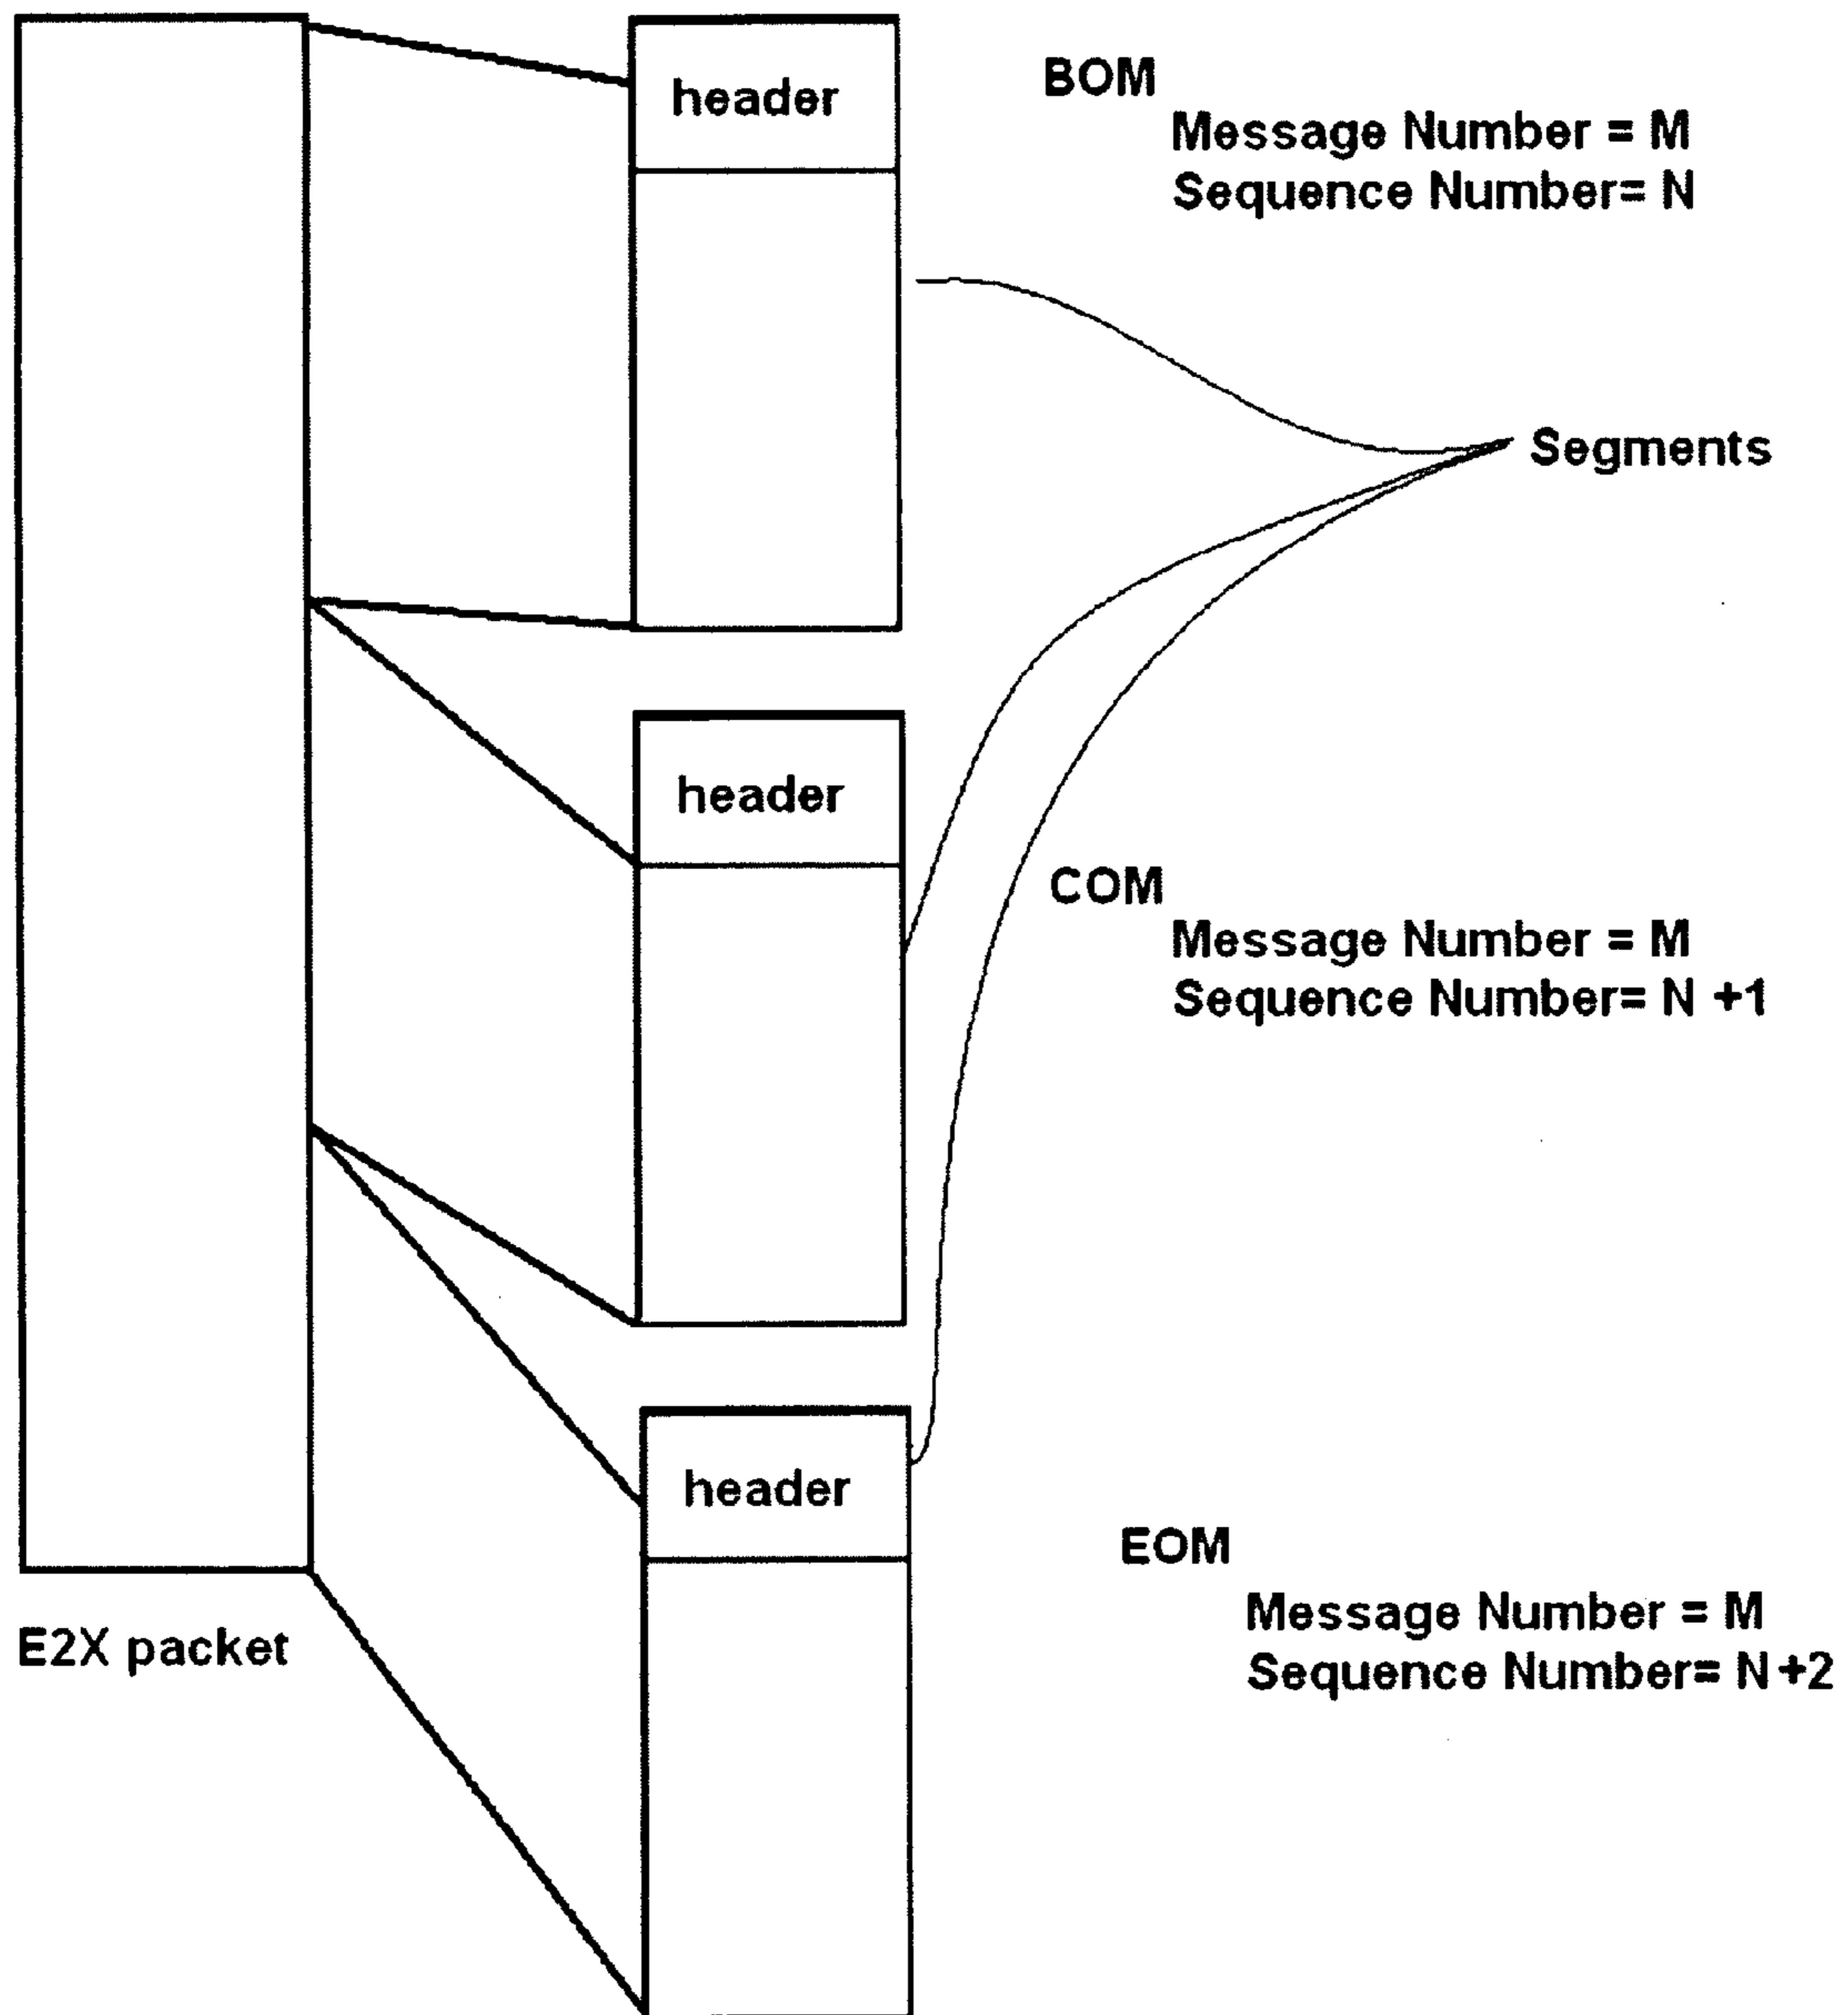 header
BOM
Message Number = M
Sequence Number= N
Segments
header
COM
Message Number = M
Sequence Number= N +1
header
EOM
Message Number = M
Sequence Number= N+2
E2X packet